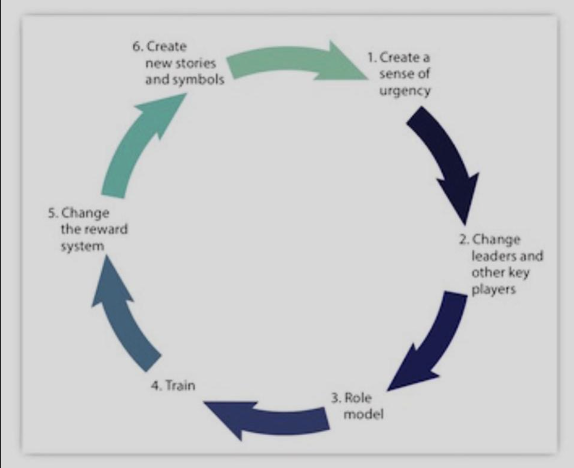 1. Create a
sense of
urgency
2. Change
leaders and
other key
players
3. Role
model
4. Train
5. Change
the reward
system
6. Create
new stories
and symbols